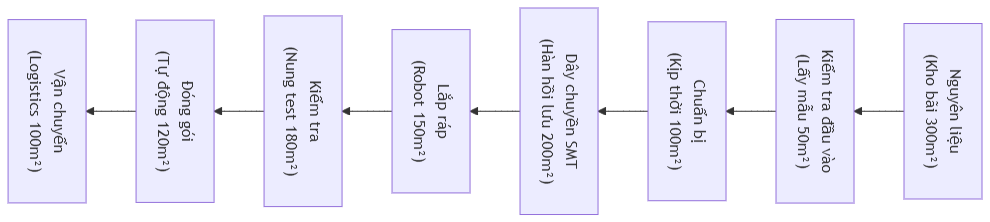 Nguyên liệu
(Kho bãi 300m²)
Kiểm tra đầu vào
(Lấy mẫu 50m²)
Chuẩn bị
(Kịp thời 100m²)
Dây chuyền SMT
(Hàn hồi lưu 200m²)
Lắp ráp
(Robot 150m²)
Kiểm tra
(Nung test 180m²)
Đóng gói
(Tự động 120m²)
Vận chuyển
(Logistics 100m²)